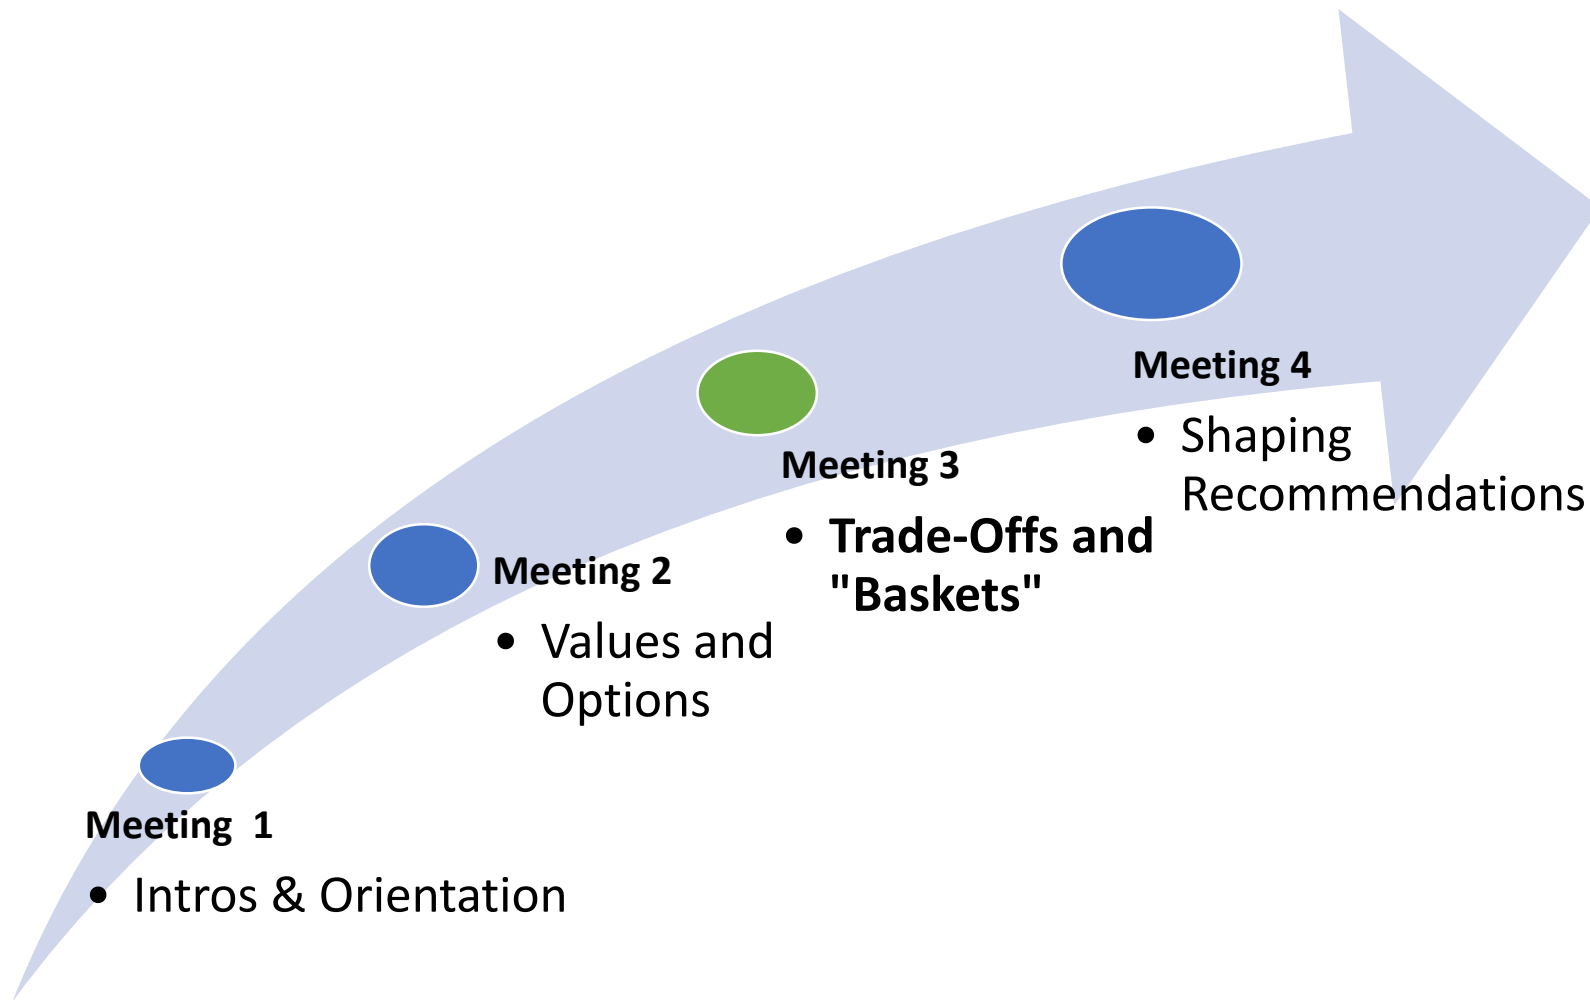 Meeting  1
• Intros & Orientation
Meeting 2
• Values and
Options
Meeting 3
• Trade-Offs and
"Baskets"
Meeting 4
• Shaping
Recommendations